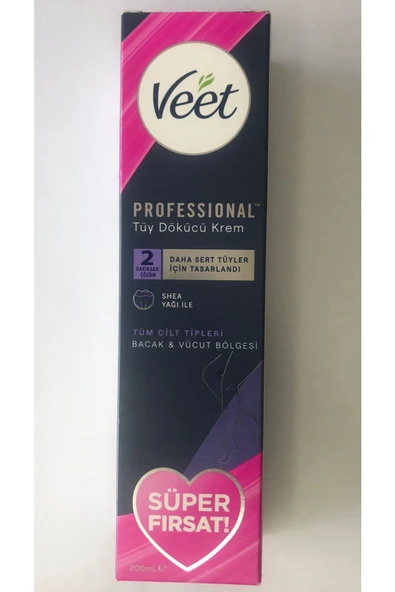 Veet
PROFESSIONAL™
Tüy Dökücü Krem
2
DAKİKADA
ÇÖZÜM
DAHA SERT TÜYLER
İÇİN TASARLANDI
SHEA
YAĞI İLE
TÜM CİLT TİPLERİ
BACAK & VÜCUT BÖLGESİ
SÜPER
FIRSAT!
200mL ℮